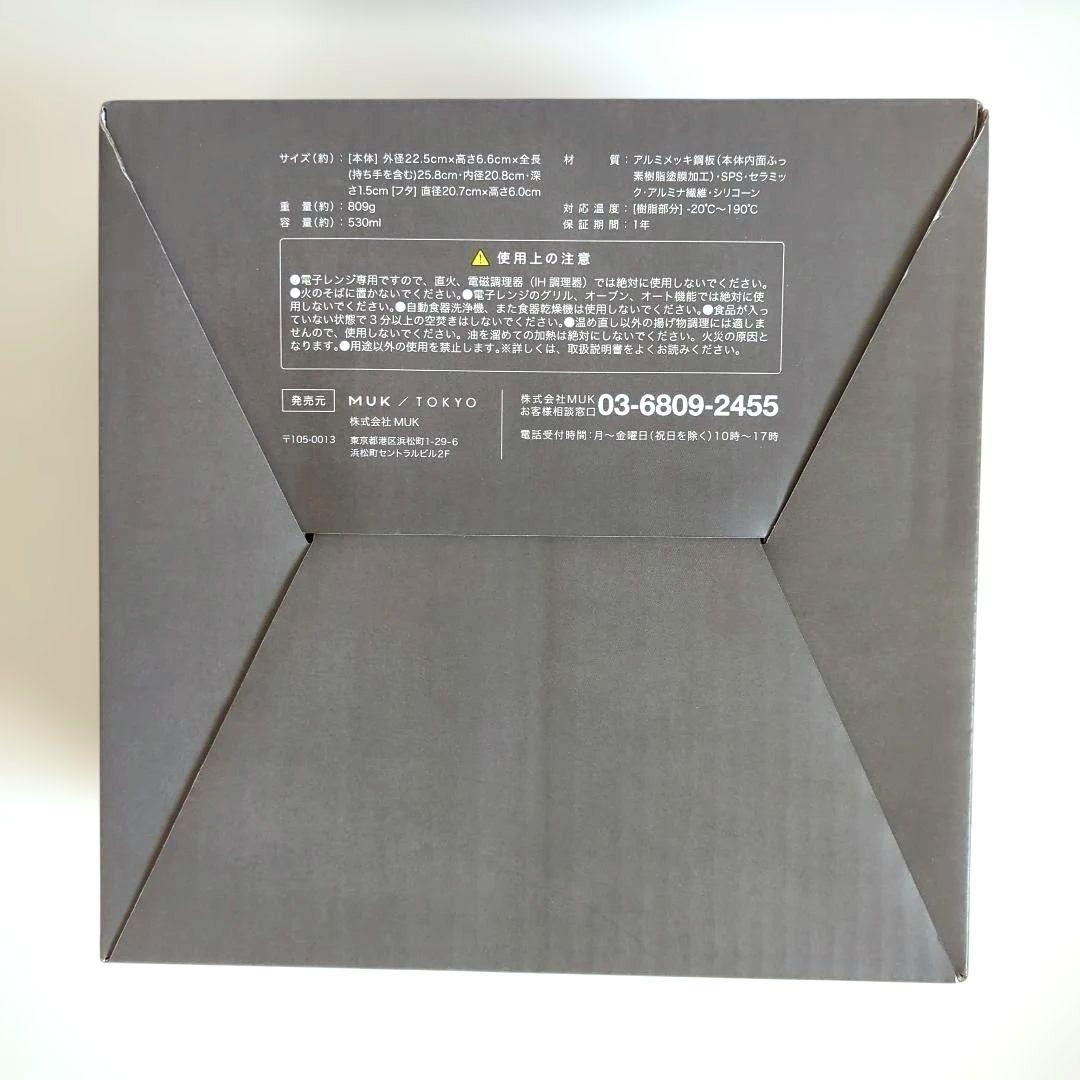 サイズ(約):[本体] 外径22.5cm×高さ6.6cm×全長
(持ち手を含む)25.8cm・内径20.8cm・深
さ1.5cm [フタ] 直径20.7cm×高さ6.0cm
重量(約):809g
容量(約):530ml
材質:アルミメッキ鋼板(本体内面ふっ
素樹脂塗膜加工)・SPS・セラミッ
ク・アルミナ繊維・シリコーン
対応温度:[樹脂部分] -20℃〜190℃
保証期間:1年
使用上の注意
●電子レンジ専用ですので、直火、電磁調理器(IH調理器)では絶対に使用しないでください。
●火のそばに置かないでください。●電子レンジのグリル、オーブン、オート機能では絶対に使
用しないでください。●自動食器洗浄機、また食器乾燥機は使用しないでください。●食品が入っ
ていない状態で3分以上の空焚きはしないでください。●温め直し以外の揚げ物調理には適しま
せんので、使用しないでください。油を溜めての加熱は絶対にしないでください。火災の原因と
なります。●用途以外の使用を禁止します。※詳しくは、取扱説明書をよくお読みください。
発売元 MUK / TOKYO
株式会社 MUK
〒105-0013 東京都港区浜松町1-29-6
浜松町セントラルビル2F
株式会社MUK
お客様相談窓口 03-6809-2455
電話受付時間:月〜金曜日(祝日を除く)10時〜17時